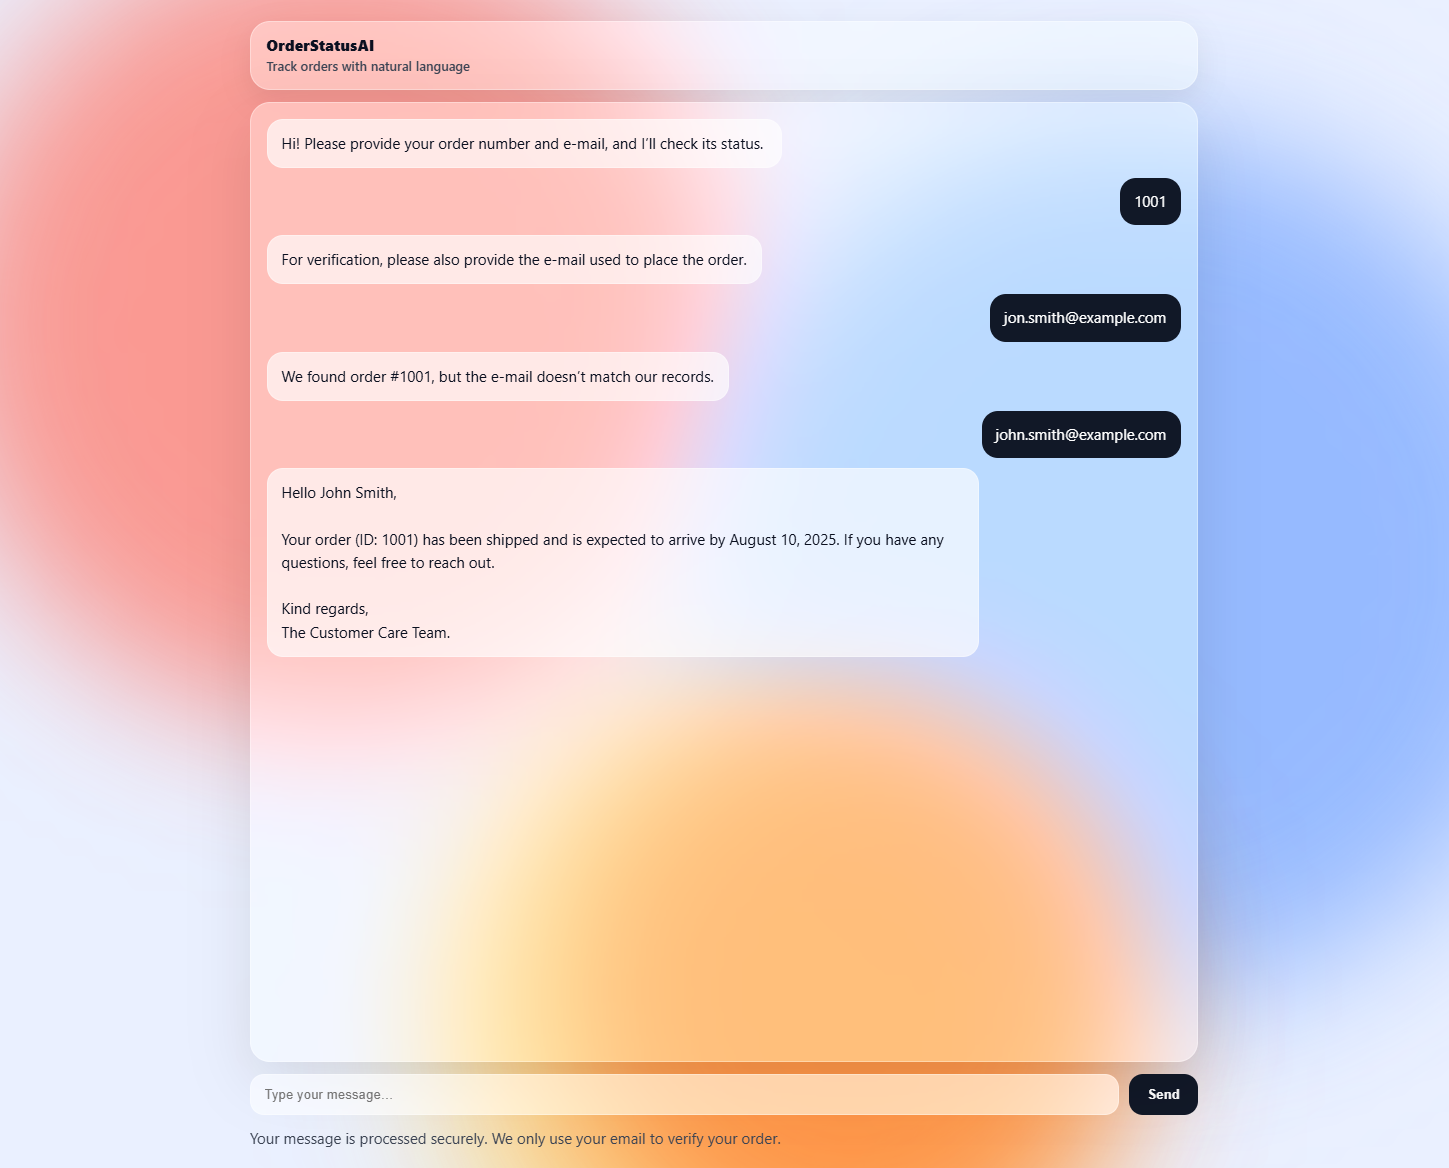 OrderStatusAI
Track orders with natural language
Hi! Please provide your order number and e-mail, and I’ll check its status.
1001
For verification, please also provide the e-mail used to place the order.
jon.smith@example.com
We found order #1001, but the e-mail doesn’t match our records.
john.smith@example.com
Hello John Smith,
Your order (ID: 1001) has been shipped and is expected to arrive by August 10, 2025. If you have any
questions, feel free to reach out.
Kind regards,
The Customer Care Team.
Type your message...
Send
Your message is processed securely. We only use your email to verify your order.